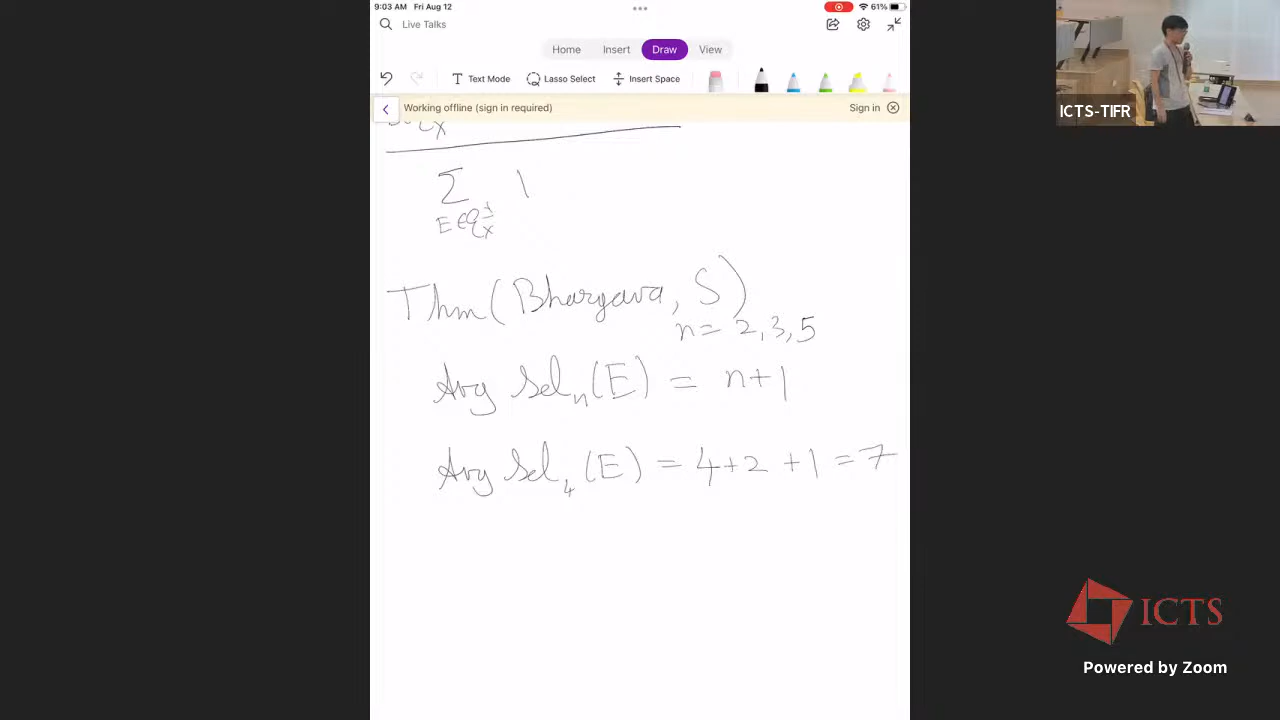 9:03 AM Fri Aug 12
61%
Live Talks
Home Insert Draw View
Text Mode Lasso Select Insert Space
Working offline (sign in required) Sign in
ICTS-TIFR
∑ 1
E ∈
Thm (Bhargava, S)
n = 2, 3, 5
Avg Sel_n (E) = n+1
Avg Sel_4 (E) = 4+2+1 = 7
ICTS
Powered by Zoom